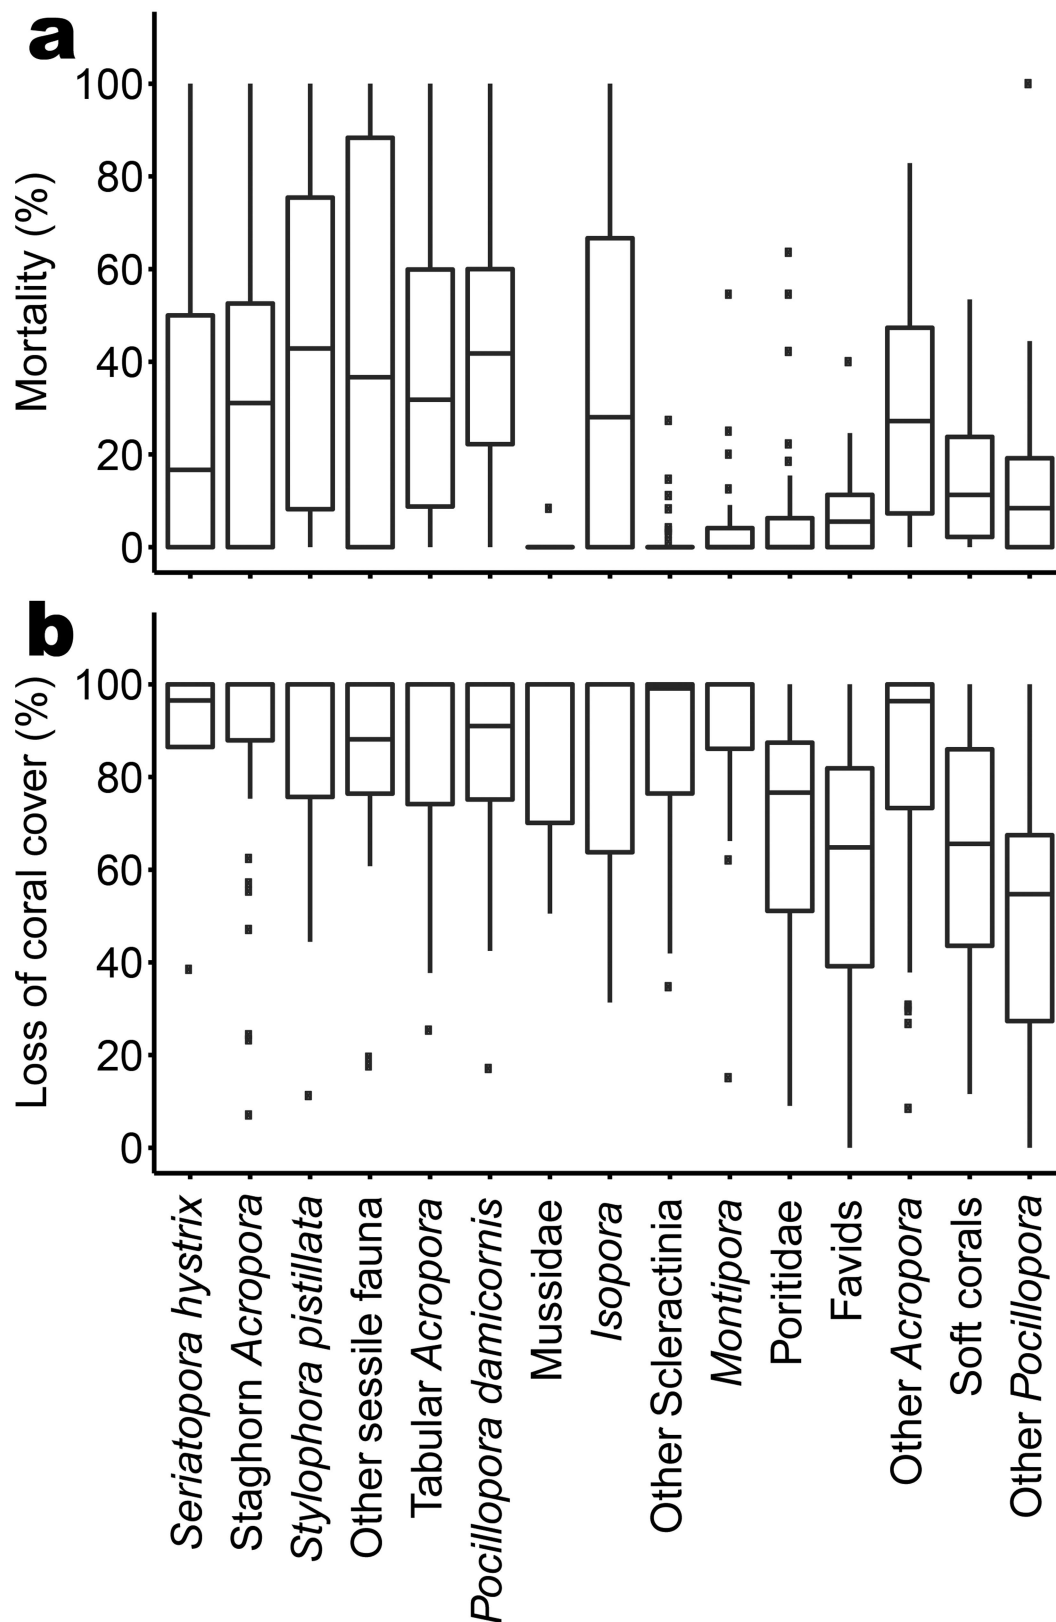 a
Mortality (%)
100
80
60
40
20
0
b
Loss of coral cover (%)
100
80
60
40
20
0
Seriatopora hystrix
Staghorn Acropora
Stylophora pistillata
Other sessile fauna
Tabular Acropora
Pocillopora damicornis
Mussidae
Isopora
Other Scleractinia
Montipora
Poritidae
Favids
Other Acropora
Soft corals
Other Pocillopora